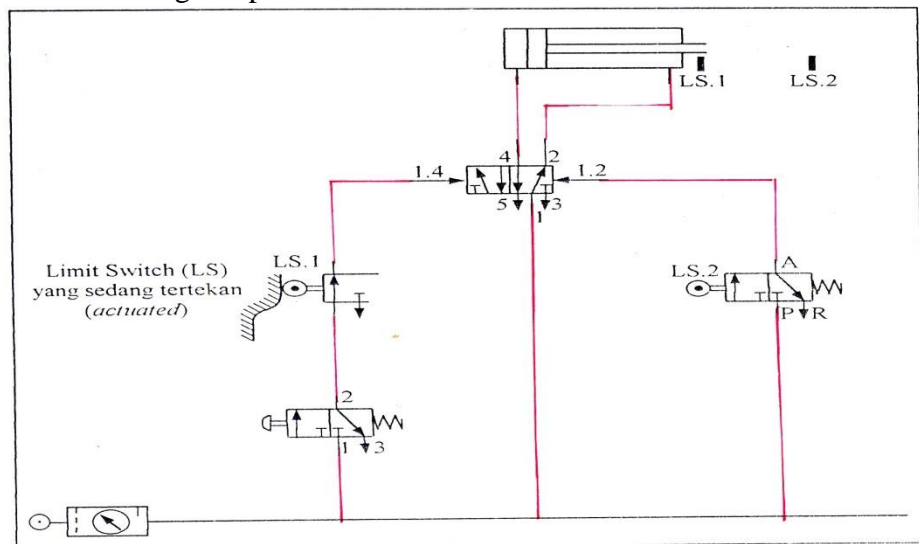 LS.1
LS.2
4
2
1.4
1.2
5
1
3
Limit Switch (LS)
yang sedang tertekan
(actuated)
LS.1
LS.2
A
P
R
2
1
3